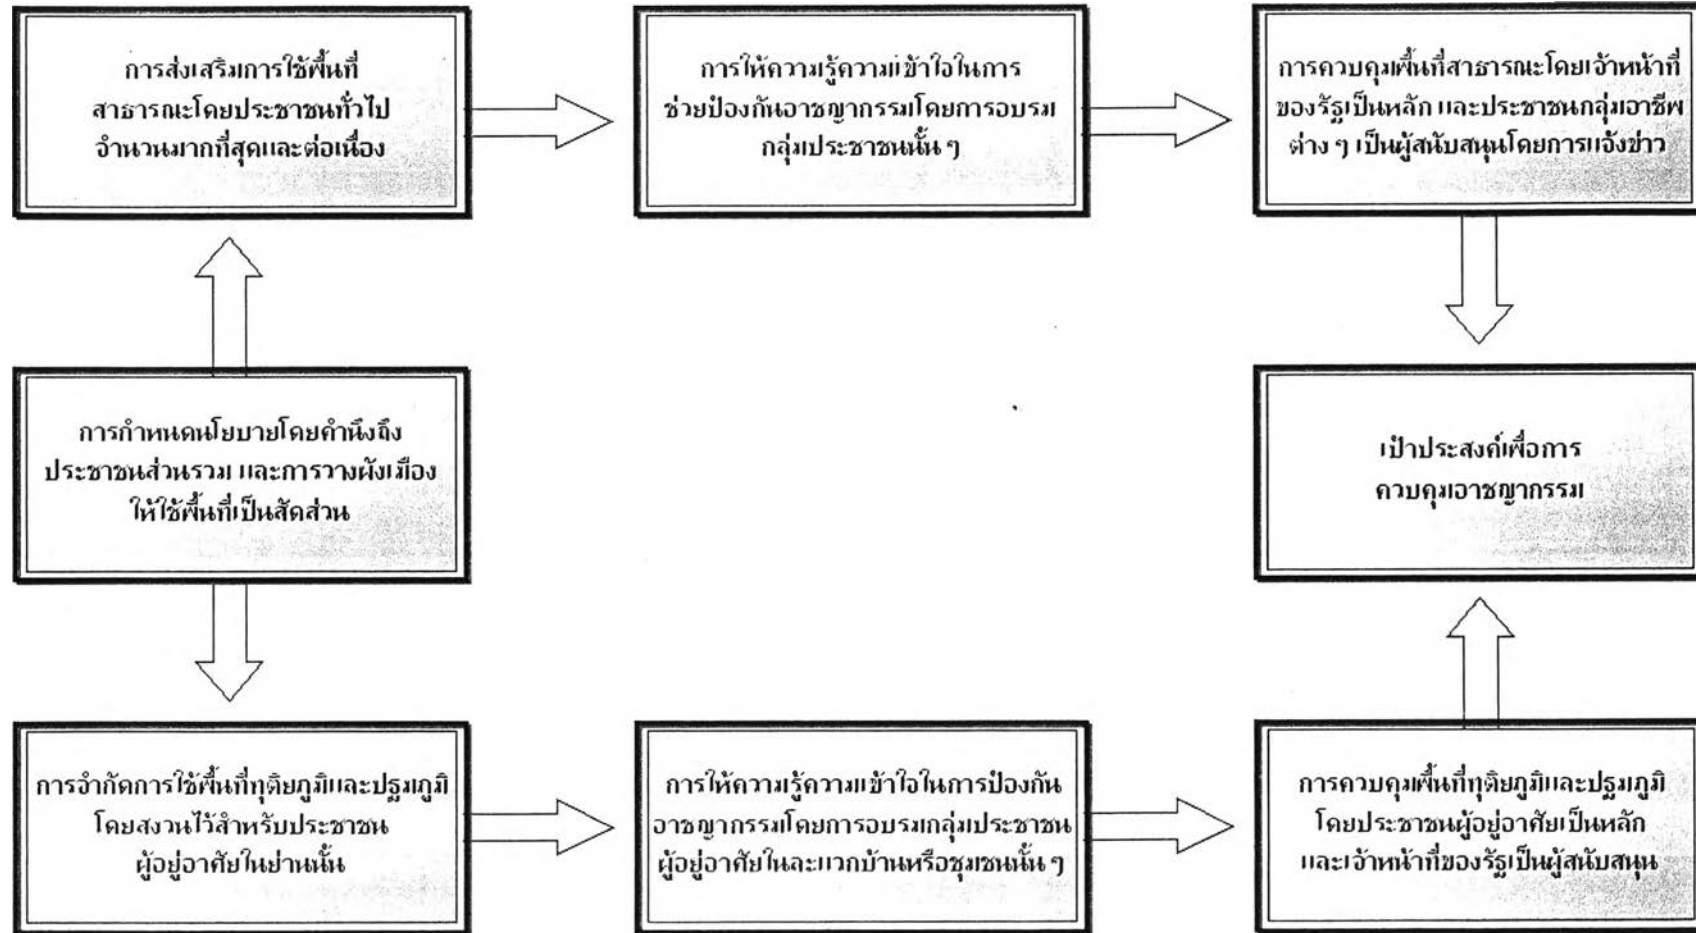 การส่งเสริมการใช้พื้นที่
สาธารณะโดยประชาชนทั่วไป
จำนวนมากที่สุดและต่อเนื่อง
การให้ความรู้ความเข้าใจในการ
ช่วยป้องกันอาชญากรรมโดยการอบรม
กลุ่มประชาชนนั้น ๆ
การควบคุมพื้นที่สาธารณะโดยเจ้าหน้าที่
ของรัฐเป็นหลัก และประชาชนกลุ่มอาชีพ
ต่าง ๆ เป็นผู้สนับสนุนโดยการแจ้งข่าว
การกำหนดนโยบายโดยคำนึงถึง
ประชาชนส่วนรวม และการวางผังเมือง
ให้ใช้พื้นที่เป็นสัดส่วน
เป้าประสงค์เพื่อการ
ควบคุมอาชญากรรม
การจำกัดการใช้พื้นที่ทุติยภูมิและปฐมภูมิ
โดยสงวนไว้สำหรับประชาชน
ผู้อยู่อาศัยในย่านนั้น
การให้ความรู้ความเข้าใจในการป้องกัน
อาชญากรรมโดยการอบรมกลุ่มประชาชน
ผู้อยู่อาศัยในละแวกบ้านหรือชุมชนนั้น ๆ
การควบคุมพื้นที่ทุติยภูมิและปฐมภูมิ
โดยประชาชนผู้อยู่อาศัยเป็นหลัก
และเจ้าหน้าที่ของรัฐเป็นผู้สนับสนุน